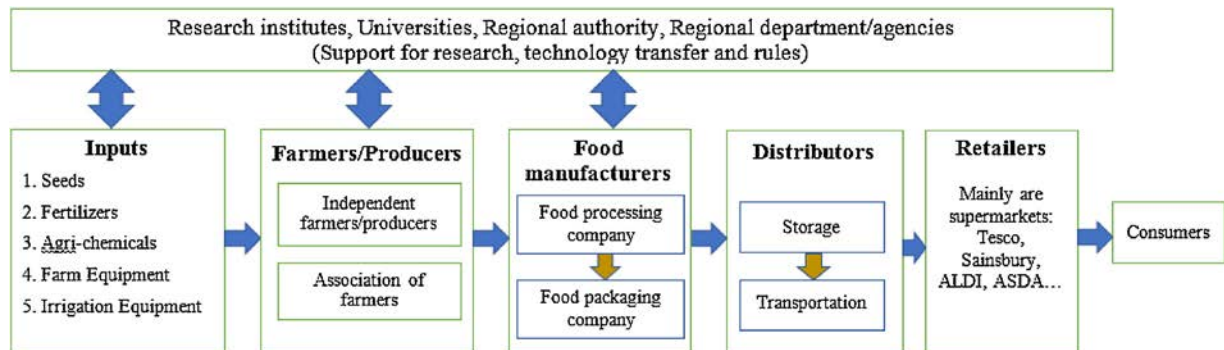 Research institutes, Universities, Regional authority, Regional department/agencies
(Support for research, technology transfer and rules)
Inputs
1. Seeds
2. Fertilizers
3. Agri-chemicals
4. Farm Equipment
5. Irrigation Equipment
Farmers/Producers
Independent
farmers/producers
Association of
farmers
Food
manufacturers
Food processing
company
Food packaging
company
Distributors
Storage
Transportation
Retailers
Mainly are
supermarkets:
Tesco,
Sainsbury,
ALDI, ASDA…
Consumers